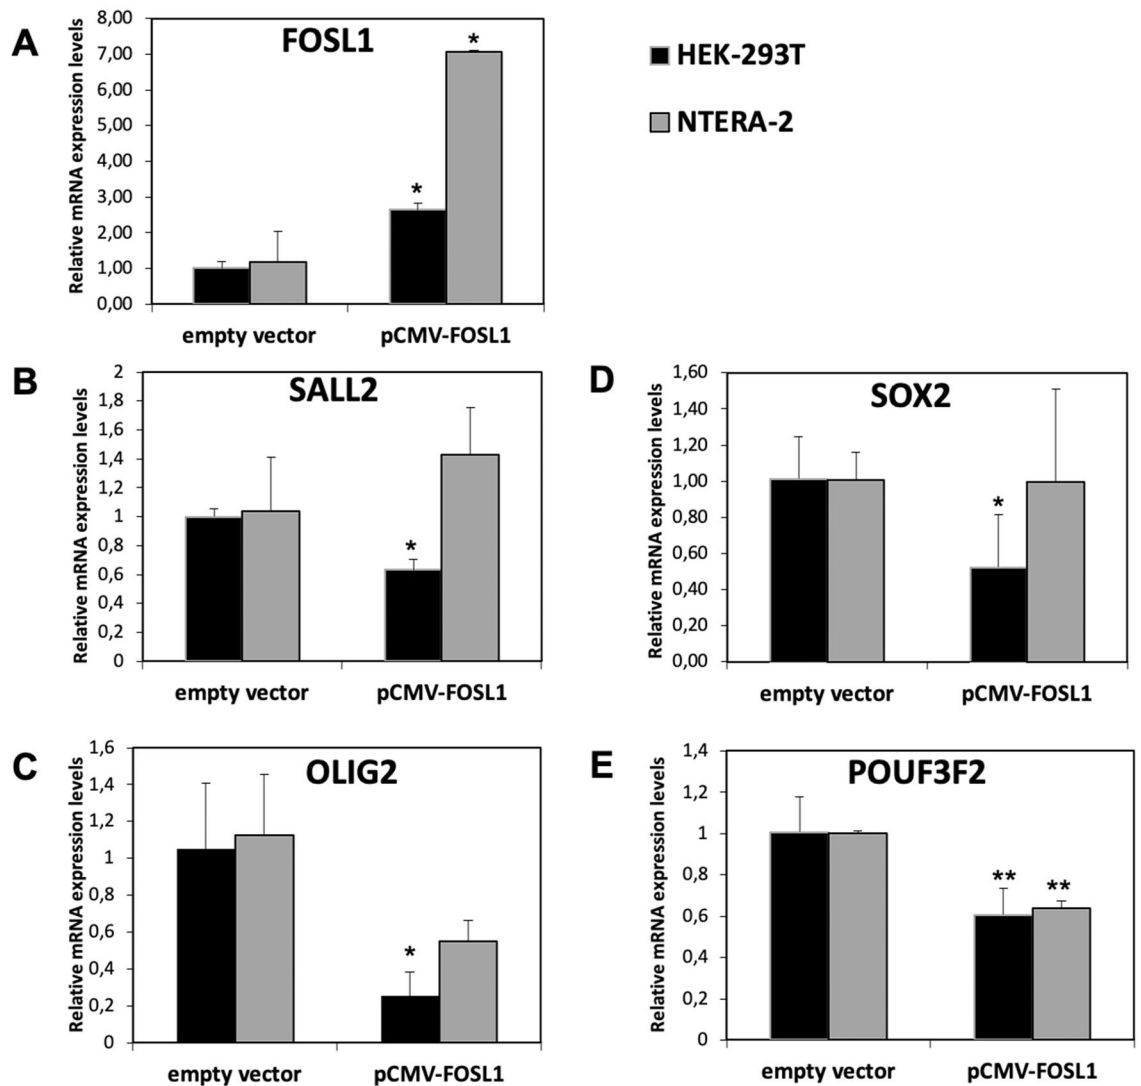 A
FOSL1
Relative mRNA expression levels
8,00
7,00
6,00
5,00
4,00
3,00
2,00
1,00
0,00
*
*
empty vector
pCMV-FOSL1
HEK-293T
NTERA-2
B
SALL2
Relative mRNA expression levels
2
1,8
1,6
1,4
1,2
1
0,8
0,6
0,4
0,2
0
*
empty vector
pCMV-FOSL1
D
SOX2
Relative mRNA expression levels
1,60
1,40
1,20
1,00
0,80
0,60
0,40
0,20
0,00
*
empty vector
pCMV-FOSL1
C
OLIG2
Relative mRNA expression levels
1,6
1,4
1,2
1
0,8
0,6
0,4
0,2
0
*
empty vector
pCMV-FOSL1
E
POUF3F2
Relative mRNA expression levels
1,4
1,2
1
0,8
0,6
0,4
0,2
0
**
**
empty vector
pCMV-FOSL1